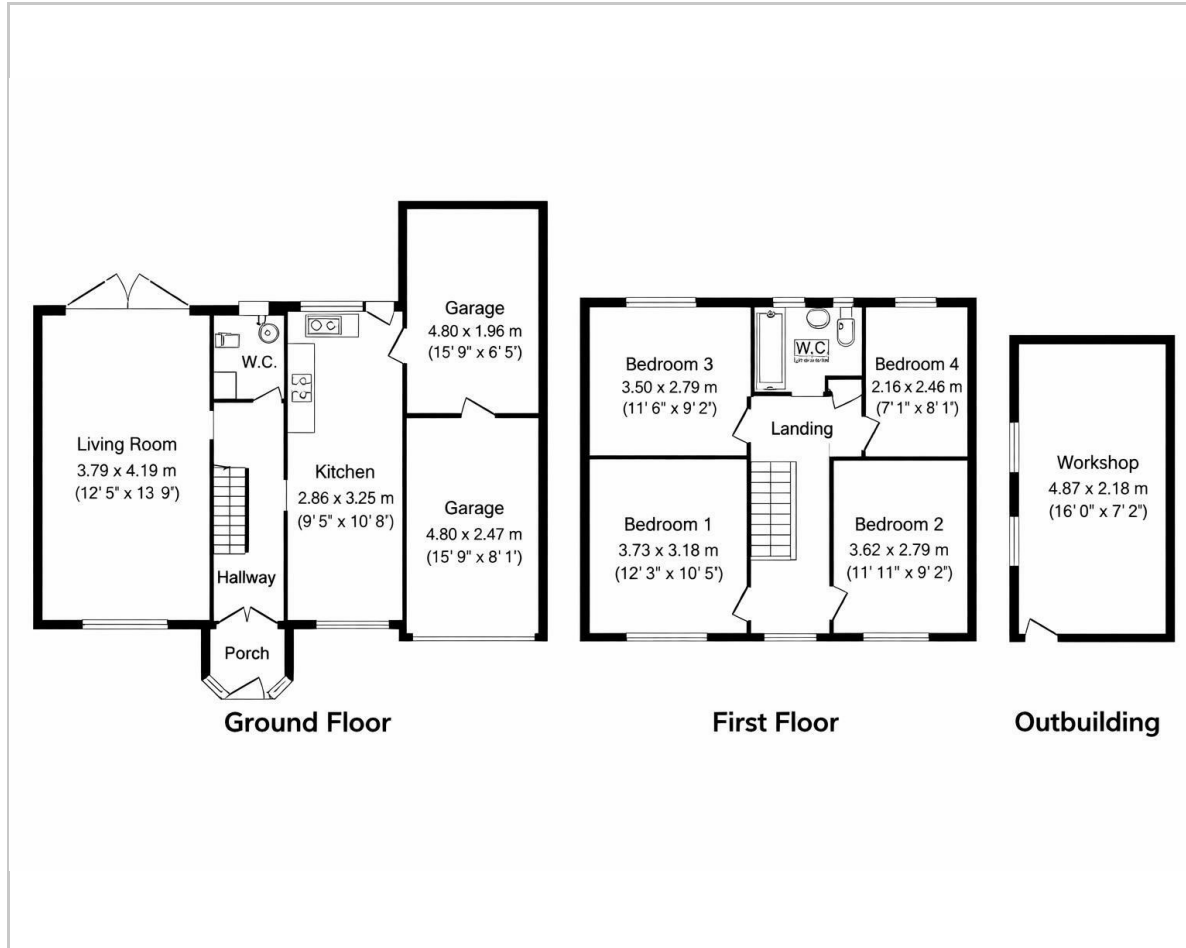 Garage
4.80 x 1.96 m
(15' 9" x 6' 5")
W.C.
Living Room
3.79 x 4.19 m
(12' 5" x 13 9")
Kitchen
2.86 x 3.25 m
(9' 5" x 10' 8")
Garage
4.80 x 2.47 m
(15' 9" x 8' 1")
Hallway
Porch
Ground Floor
W.C.
Bedroom 3
3.50 x 2.79 m
(11' 6" x 9' 2")
Bedroom 4
2.16 x 2.46 m
(7' 1" x 8' 1")
Landing
Bedroom 1
3.73 x 3.18 m
(12' 3" x 10' 5")
Bedroom 2
3.62 x 2.79 m
(11' 11" x 9' 2")
First Floor
Workshop
4.87 x 2.18 m
(16' 0" x 7' 2")
Outbuilding